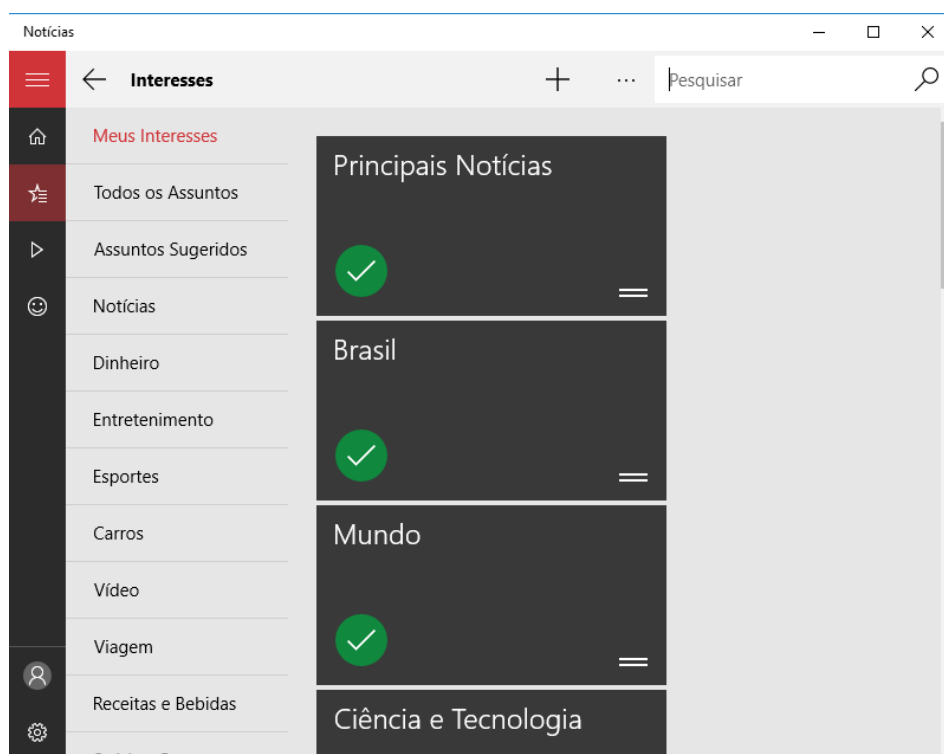 Notícias
Interesses
Pesquisar
Meus Interesses
Todos os Assuntos
Assuntos Sugeridos
Notícias
Dinheiro
Entretenimento
Esportes
Carros
Vídeo
Viagem
Receitas e Bebidas
Principais Notícias
Brasil
Mundo
Ciência e Tecnologia